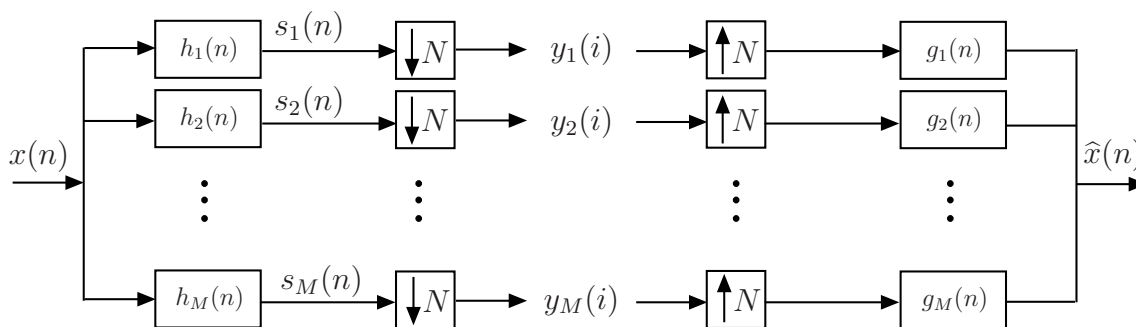 h₁(n) s₁(n) ↓ N y₁(i) ↑ N g₁(n)
h₂(n) s₂(n) ↓ N y₂(i) ↑ N g₂(n)
x(n) x̂(n)
⋮ ⋮ ⋮ ⋮
h_M(n) s_M(n) ↓ N y_M(i) ↑ N g_M(n)